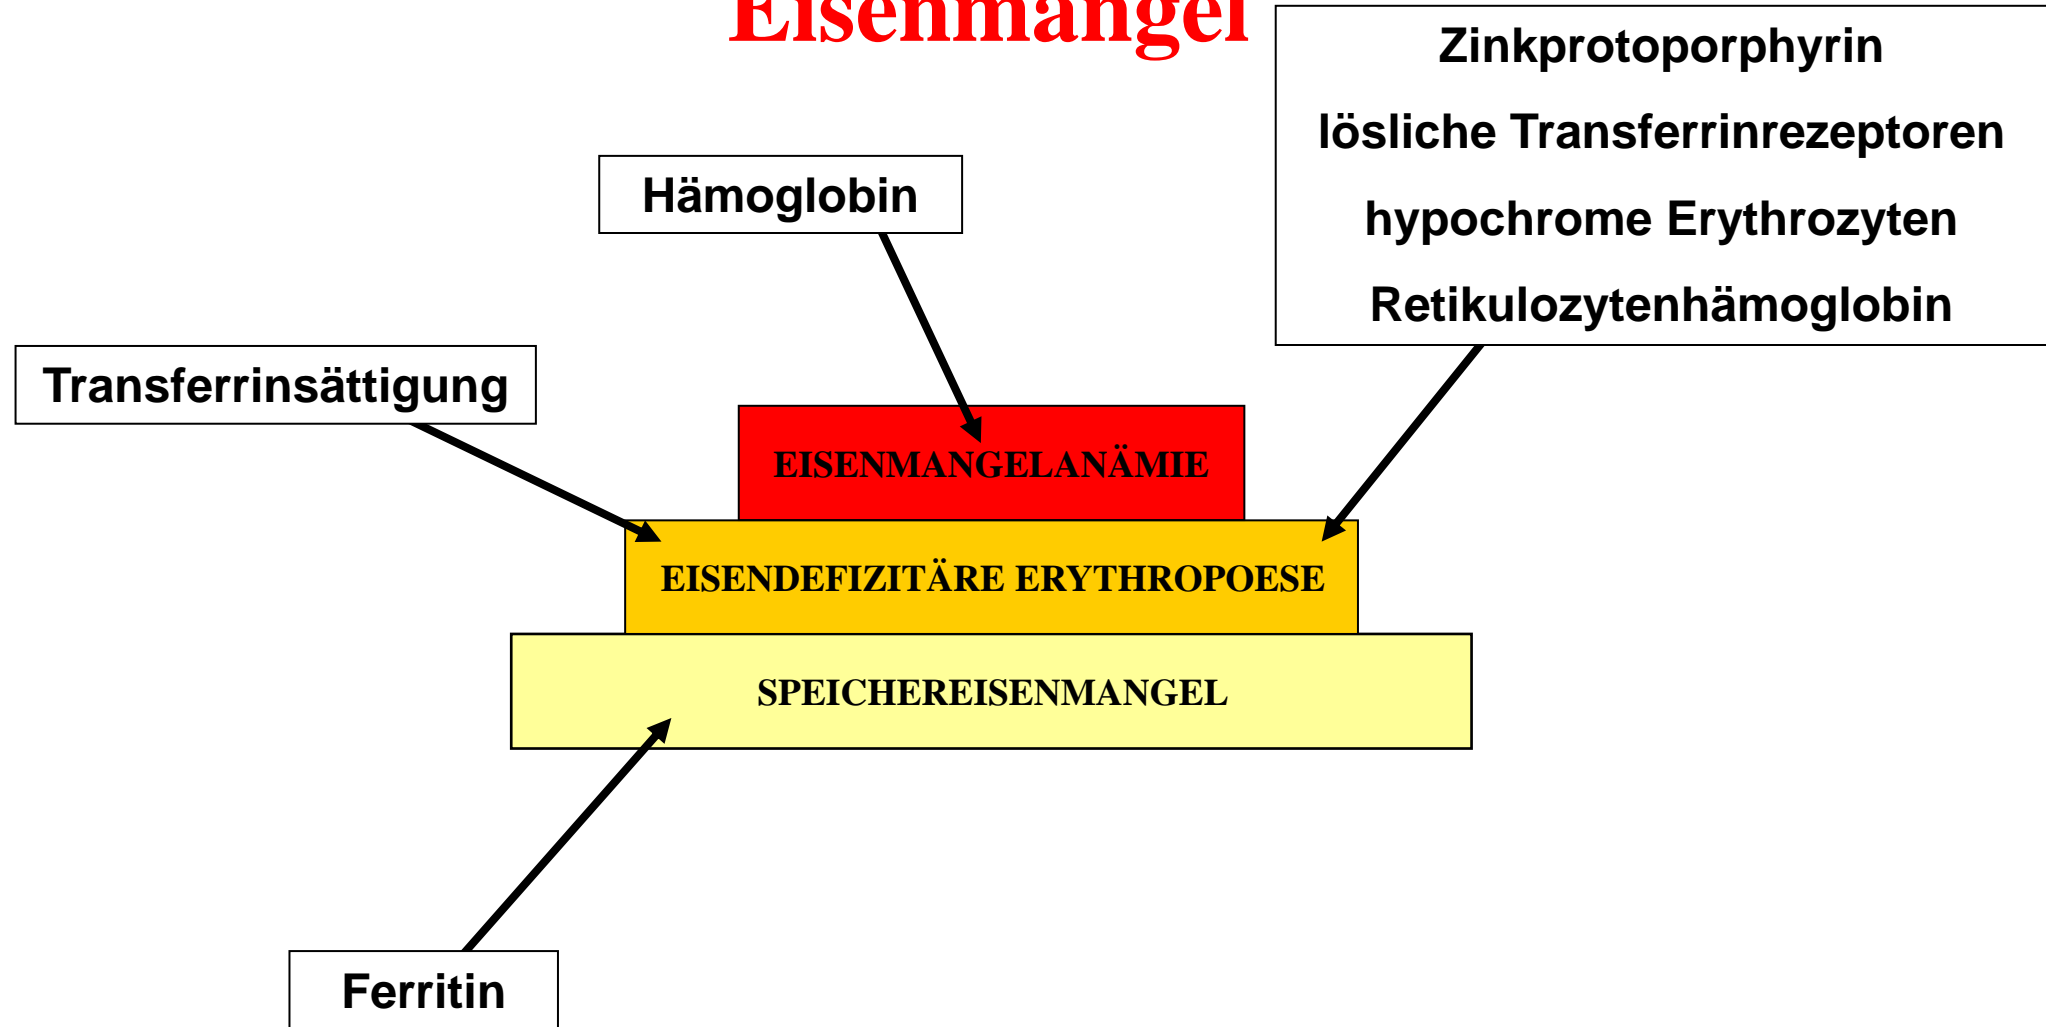 Eisenmangel
Zinkprotoporphyrin
lösliche Transferrinrezeptoren
hypochrome Erythrozyten
Retikulozytenhämoglobin
Hämoglobin
Transferrinsättigung
EISENMANGELANÄMIE
EISENDEFIZITÄRE ERYTHROPOESE
SPEICHEREISENMANGEL
Ferritin